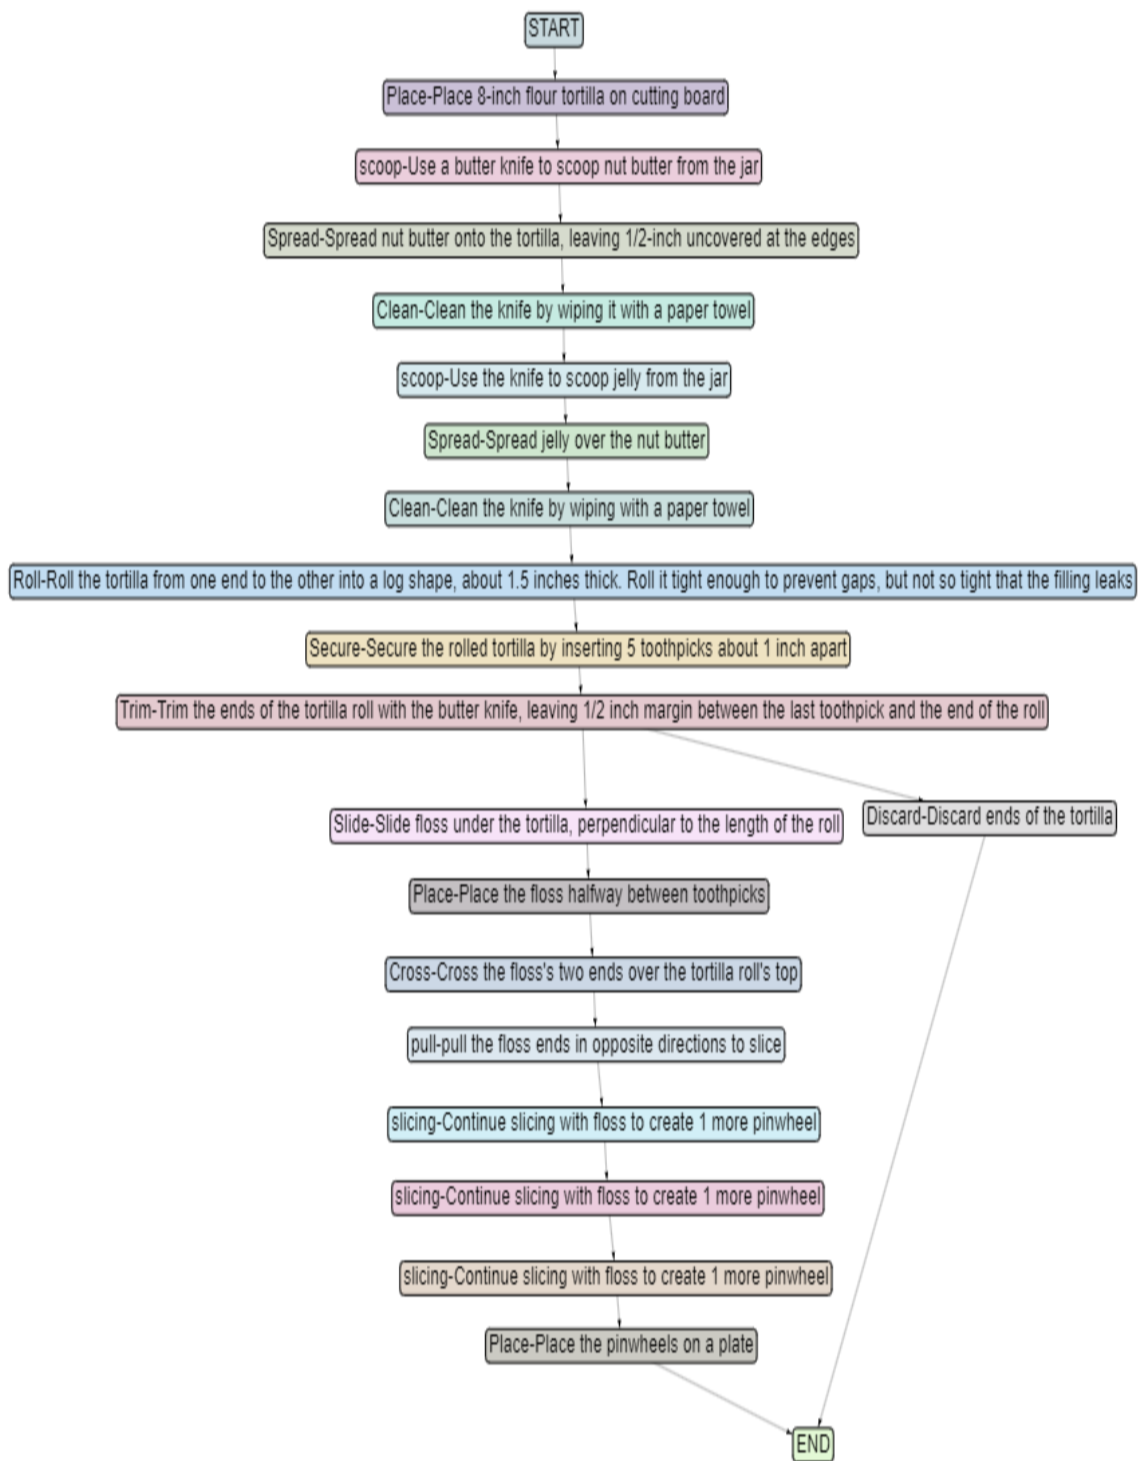 START
Place-Place 8-inch flour tortilla on cutting board
scoop-Use a butter knife to scoop nut butter from the jar
Spread-Spread nut butter onto the tortilla, leaving 1/2-inch uncovered at the edges
Clean-Clean the knife by wiping it with a paper towel
scoop-Use the knife to scoop jelly from the jar
Spread-Spread jelly over the nut butter
Clean-Clean the knife by wiping with a paper towel
Roll-Roll the tortilla from one end to the other into a log shape, about 1.5 inches thick. Roll it tight enough to prevent gaps, but not so tight that the filling leaks
Secure-Secure the rolled tortilla by inserting 5 toothpicks about 1 inch apart
Trim-Trim the ends of the tortilla roll with the butter knife, leaving 1/2 inch margin between the last toothpick and the end of the roll
Discard-Discard ends of the tortilla
Slide-Slide floss under the tortilla, perpendicular to the length of the roll
Place-Place the floss halfway between toothpicks
Cross-Cross the floss's two ends over the tortilla roll's top
pull-pull the floss ends in opposite directions to slice
slicing-Continue slicing with floss to create 1 more pinwheel
slicing-Continue slicing with floss to create 1 more pinwheel
slicing-Continue slicing with floss to create 1 more pinwheel
Place-Place the pinwheels on a plate
END